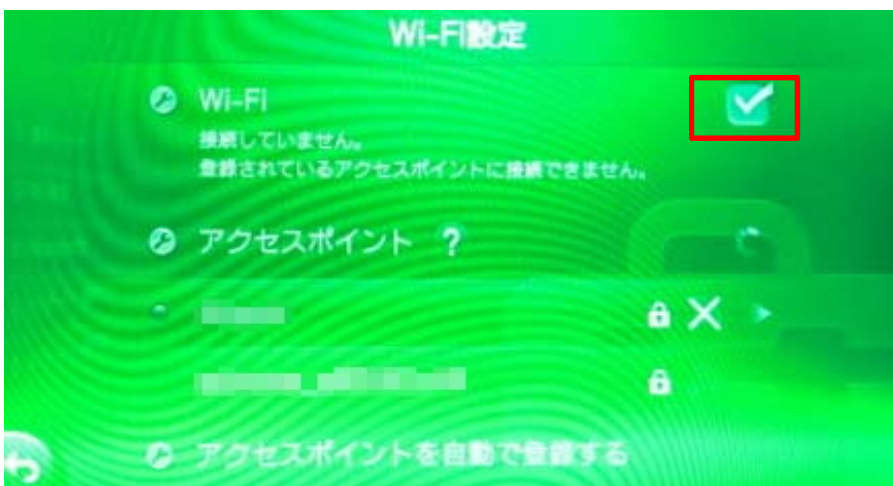 Wi-Fi設定
Wi-Fi
接続していません。
登録されているアクセスポイントに接続できません。
アクセスポイント ?
アクセスポイントを自動で登録する